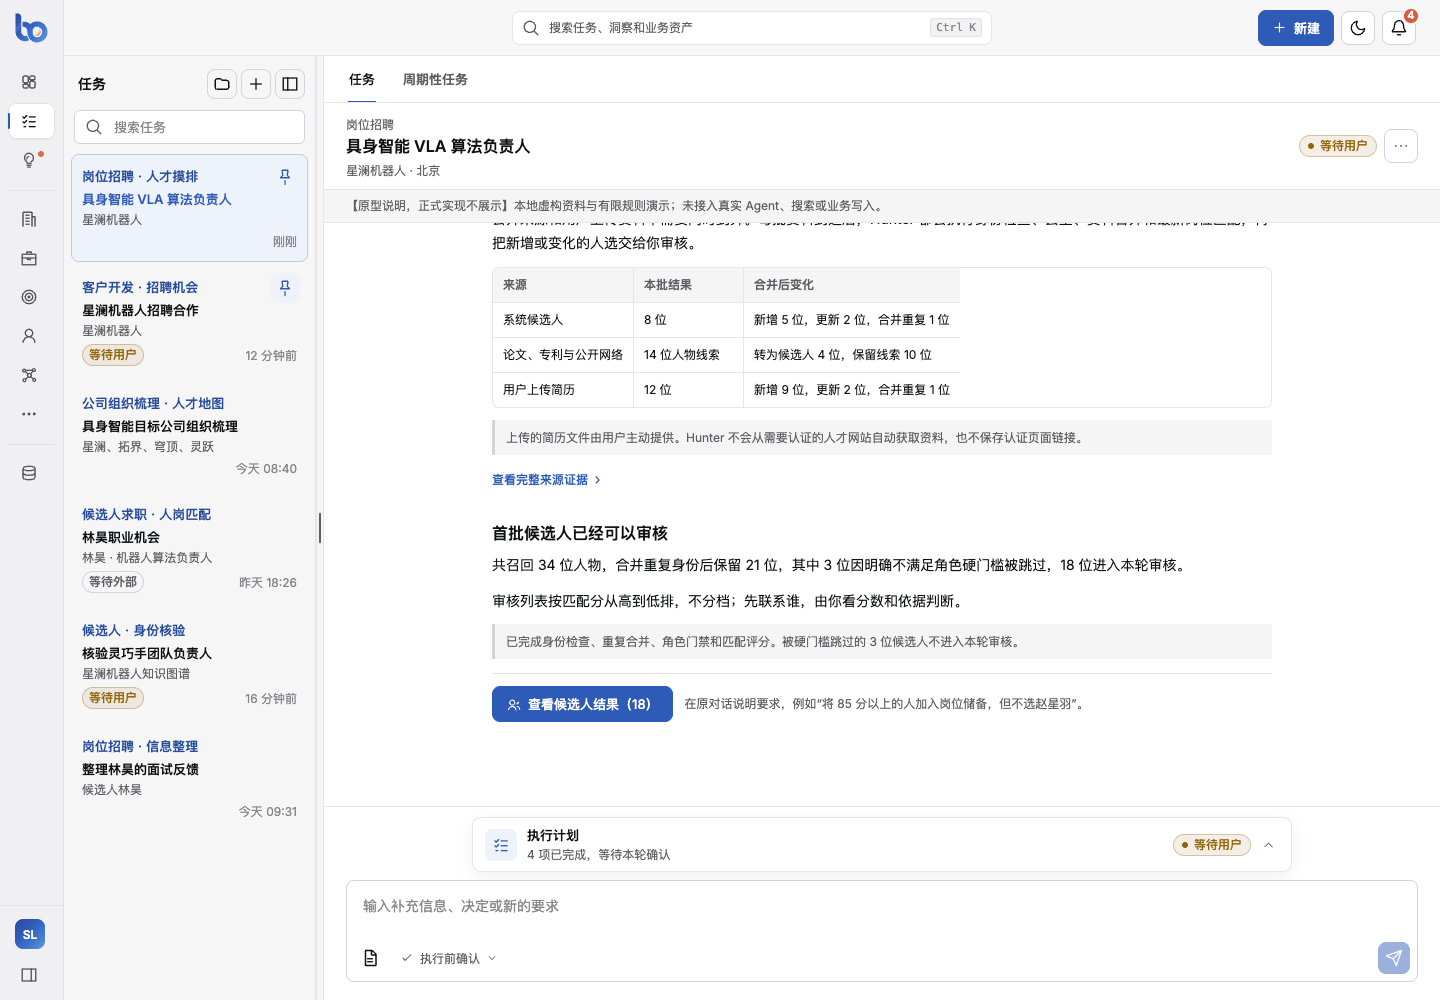 搜索任务、洞察和业务资产
Ctrl K
新建
4
任务
搜索任务
岗位招聘 · 人才摸排
具身智能 VLA 算法负责人
星澜机器人
刚刚
客户开发 · 招聘机会
星澜机器人招聘合作
星澜机器人
等待用户
12 分钟前
公司组织梳理 · 人才地图
具身智能目标公司组织梳理
星澜、拓界、穹顶、灵跃
今天 08:40
候选人求职 · 人岗匹配
林昊职业机会
林昊 · 机器人算法负责人
等待外部
昨天 18:26
候选人 · 身份核验
核验灵巧手团队负责人
星澜机器人知识图谱
等待用户
16 分钟前
岗位招聘 · 信息整理
整理林昊的面试反馈
候选人林昊
今天 09:31
SL
任务
周期性任务
岗位招聘
具身智能 VLA 算法负责人
星澜机器人 · 北京
等待用户
【原型说明，正式实现不展示】本地虚构资料与有限规则演示；未接入真实 Agent、搜索或业务写入。
把新增或变化的人选交给你审核。
来源
本批结果
合并后变化
系统候选人
8 位
新增 5 位，更新 2 位，合并重复 1 位
论文、专利与公开网络
14 位人物线索
转为候选人 4 位，保留线索 10 位
用户上传简历
12 位
新增 9 位，更新 2 位，合并重复 1 位
上传的简历文件由用户主动提供。Hunter 不会从需要认证的人才网站自动获取资料，也不保存认证页面链接。
查看完整来源证据
首批候选人已经可以审核
共召回 34 位人物，合并重复身份后保留 21 位，其中 3 位因明确不满足角色硬门槛被跳过，18 位进入本轮审核。
审核列表按匹配分从高到低排，不分档；先联系谁，由你看分数和依据判断。
已完成身份检查、重复合并、角色门禁和匹配评分。被硬门槛跳过的 3 位候选人不进入本轮审核。
查看候选人结果（18）
在原对话说明要求，例如“将 85 分以上的人加入岗位储备，但不选赵星羽”。
执行计划
4 项已完成，等待本轮确认
等待用户
输入补充信息、决定或新的要求
执行前确认